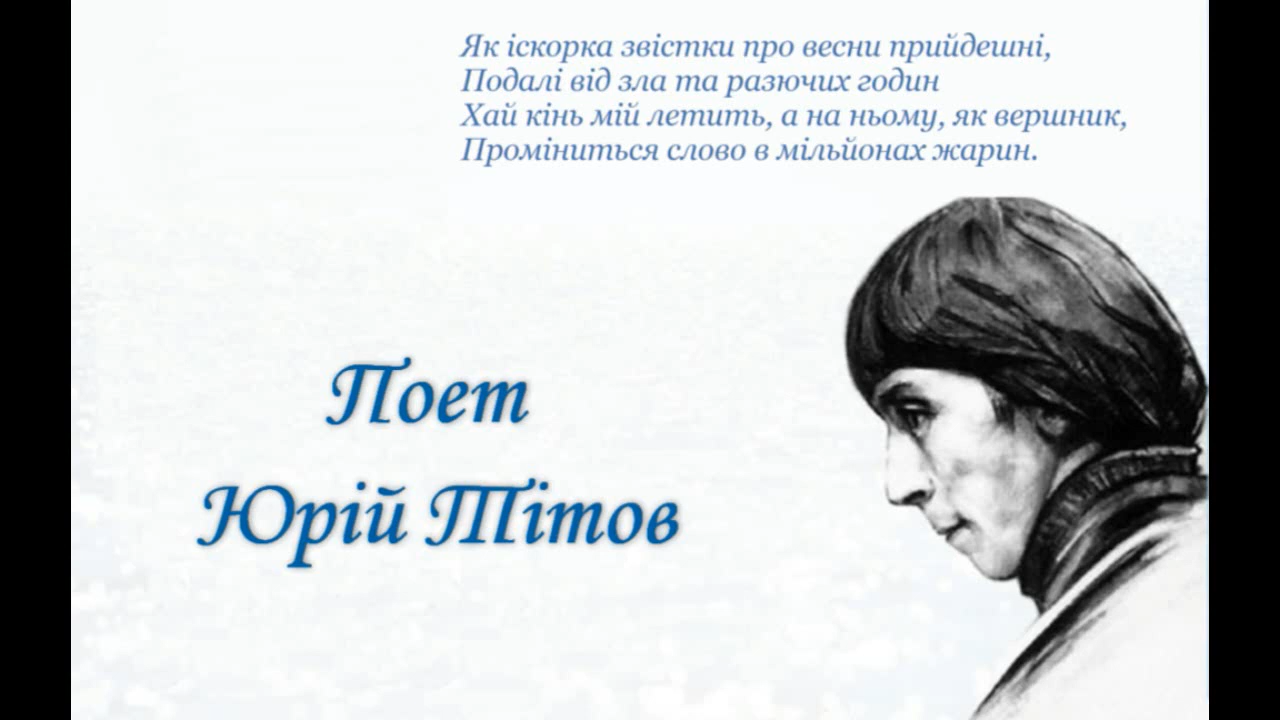 Як іскорка звістки про весни прийдешні,
Подалі від зла та разючих годин
Хай кінь мій летить, а на ньому, як вершник,
Проміниться слово в мільйонах жарин.
Поет
Юрій Тітов